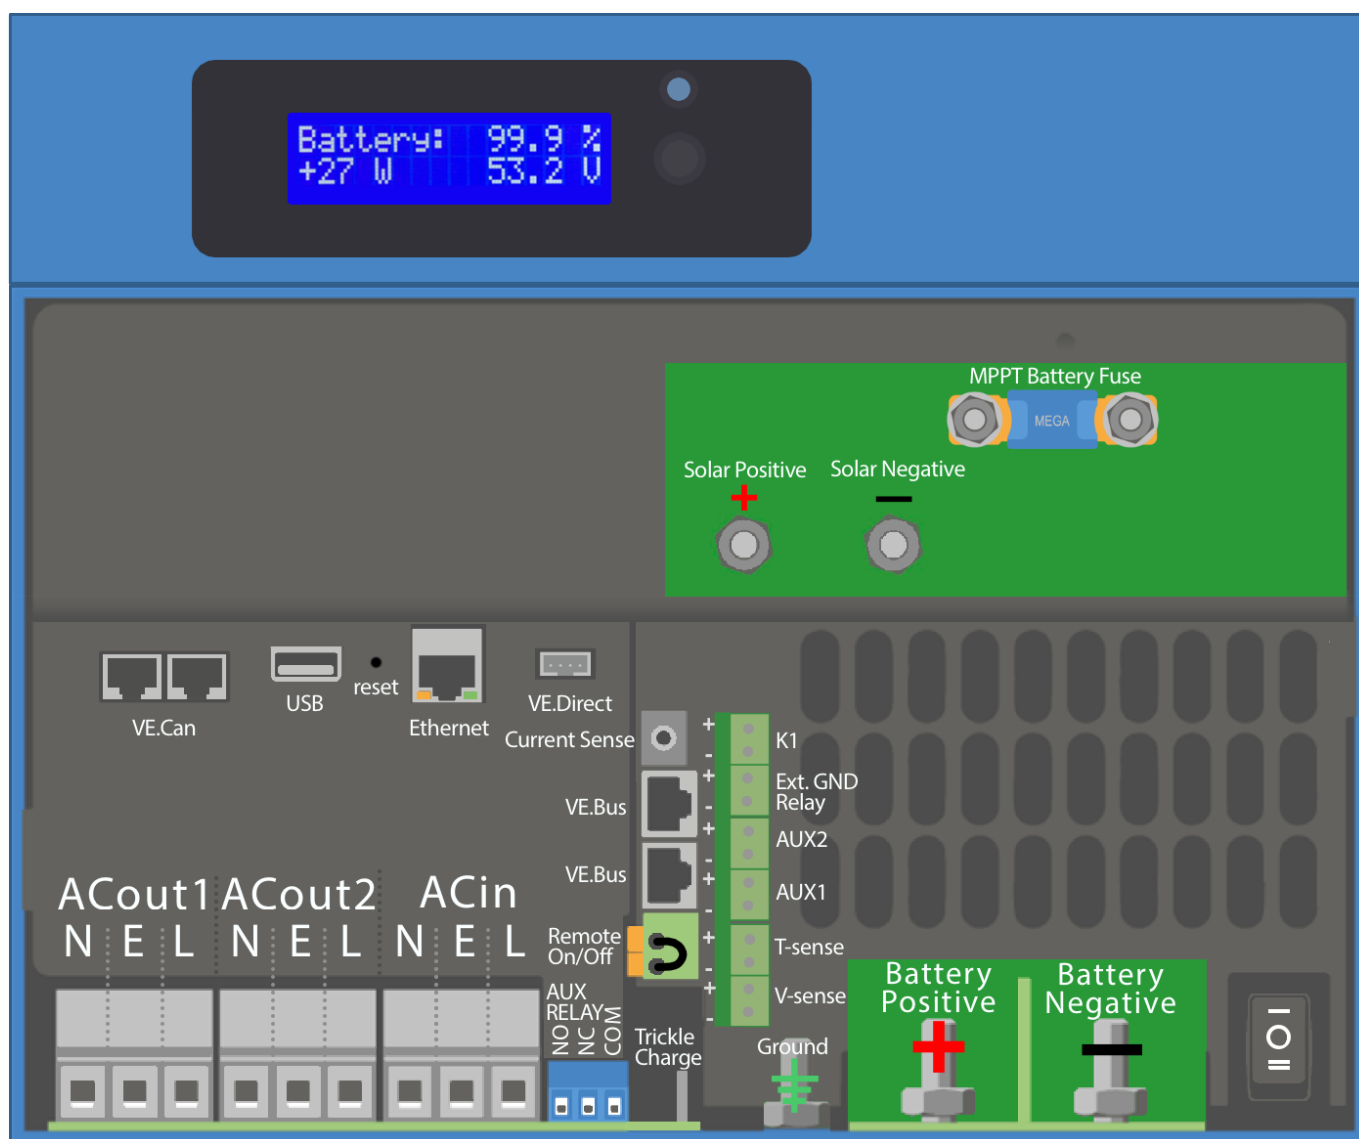 Battery: 99.9 %
+27 W 53.2 V
MPPT Battery Fuse
MEGA
Solar Positive Solar Negative
+ −
VE.Can
USB
reset
Ethernet
VE.Direct
Current Sense
VE.Bus
VE.Bus
Remote
On/Off
AUX
RELAY
NO
NC
COM
Trickle
Charge
+
- K1
+ Ext. GND
- Relay
+
- AUX2
+
- AUX1
+
- T-sense
+
- V-sense
Ground
ACout1 ACout2 ACin
N E L N E L N E L
Battery
Positive
+
Battery
Negative
−
I
O
II